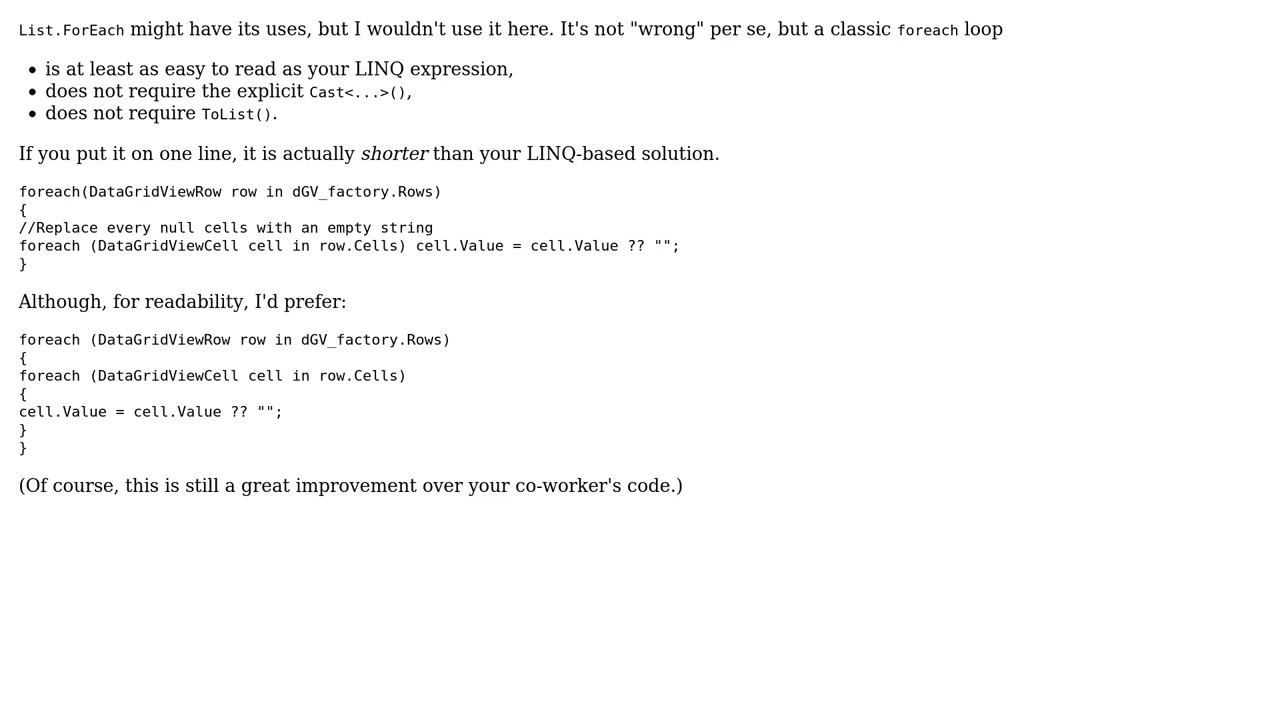 List.ForEach might have its uses, but I wouldn't use it here. It's not "wrong" per se, but a classic foreach loop
• is at least as easy to read as your LINQ expression,
• does not require the explicit Cast<...>(),
• does not require ToList().
If you put it on one line, it is actually shorter than your LINQ-based solution.
foreach(DataGridViewRow row in dGV_factory.Rows)
{
//Replace every null cells with an empty string
foreach (DataGridViewCell cell in row.Cells) cell.Value = cell.Value ?? "";
}
Although, for readability, I'd prefer:
foreach (DataGridViewRow row in dGV_factory.Rows)
{
foreach (DataGridViewCell cell in row.Cells)
{
cell.Value = cell.Value ?? "";
}
}
(Of course, this is still a great improvement over your co-worker's code.)